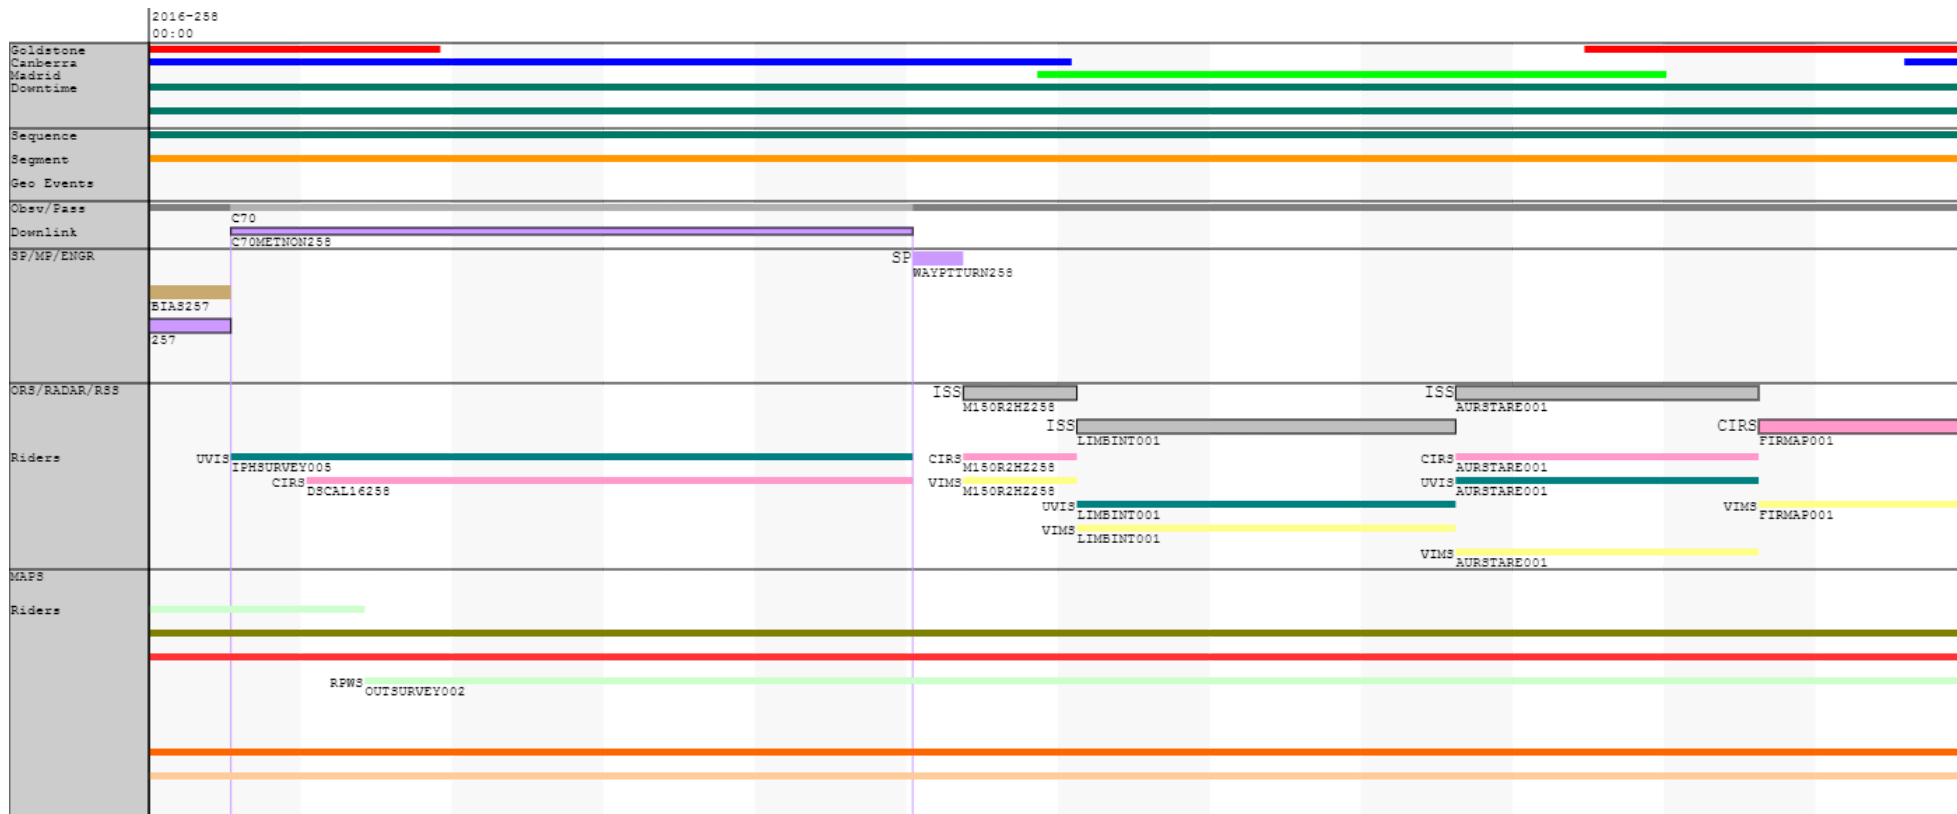 2016-258
00:00
Goldstone
Canberra
Madrid
Downtime
Sequence
Segment
Geo Events
Obsv/Pass
C70
Downlink
C70METNON258
SP/MP/ENGR
SP
WAYPTTURN258
BIAS257
257
ORS/RADAR/RSS
ISS
M150R2HZ258
ISS
AURSTARE001
ISS
LIMBINT001
CIRS
FIRMAP001
Riders
UVIS
IPHSURVEY005
CIRS
M150R2HZ258
CIRS
AURSTARE001
CIRS
DSCAL16258
VIMS
M150R2HZ258
UVIS
AURSTARE001
UVIS
LIMBINT001
VIMS
FIRMAP001
VIMS
LIMBINT001
VIMS
AURSTARE001
MAPS
Riders
RPWS
OUTSURVEY002